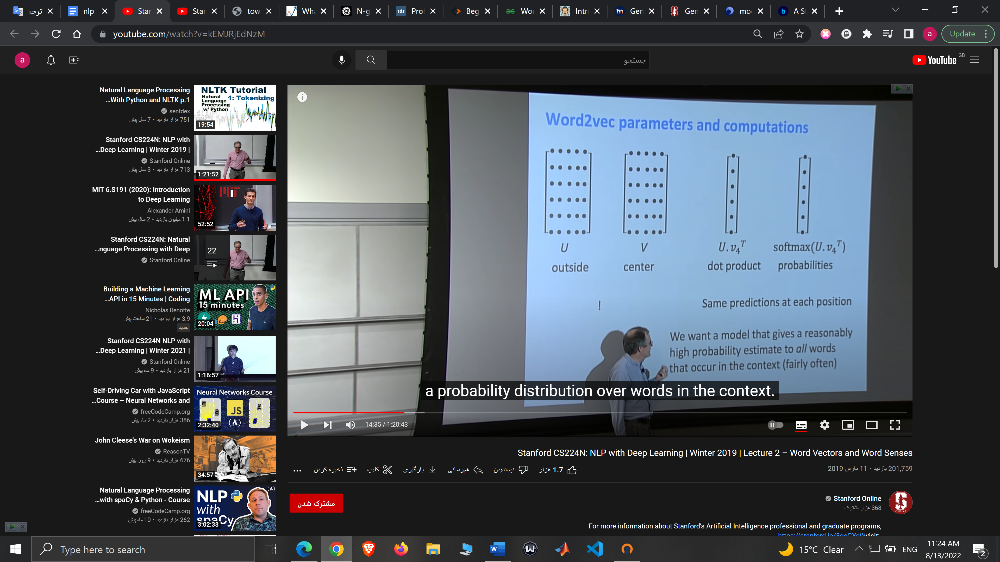 ترجمه
nlp
Star
Star
tow
Wha
N-g
Prob
Beg
Wor
Intro
Gen
Gen
mod
A St
youtube.com/watch?v=kEMJRjEdNzM
Update
a
YouTube GB
جستجو
Word2vec parameters and computations
U
V
U.v₄ᵀ
softmax(U.v₄ᵀ)
outside
center
dot product
probabilities
!
Same predictions at each position
We want a model that gives a reasonably
high probability estimate to all words
that occur in the context (fairly often)
a probability distribution over words in the context.
14:35 / 1:20:43
Stanford CS224N: NLP with Deep Learning | Winter 2019 | Lecture 2 – Word Vectors and Word Senses
201,759 بازدید • 11 مارس 2019
1.7 هزار
نپسندیدن
هم‌رسانی
بارگیری
کلیپ
ذخیره کردن
Stanford Online
368 هزار مشترک
مشترک شدن
For more information about Stanford's Artificial Intelligence professional and graduate programs,
NLTK Tutorial
Natural
Language
Processing
w/ Python
1: Tokenizing
19:54
Natural Language Processing
...With Python and NLTK p.1
sentdex
751 هزار بازدید • 7 سال پیش
1:21:52
Stanford CS224N: NLP with
...Deep Learning | Winter 2019 |
Stanford Online
713 هزار بازدید • 3 سال پیش
MIT
52:52
MIT 6.S191 (2020): Introduction
to Deep Learning
Alexander Amini
1.1 میلیون بازدید • 2 سال پیش
22
Stanford CS224N: Natural
...nguage Processing with Deep
Stanford Online
ML API
15 minutes
20:04
Building a Machine Learning
...API in 15 Minutes | Coding
Nicholas Renotte
3.9 هزار بازدید • 21 ساعت پیش
جدید
1:16:57
Stanford CS224N NLP with
...Deep Learning | Winter 2021 |
Stanford Online
21 هزار بازدید • 9 ماه پیش
Neural Networks Course
JS
2:32:40
Self-Driving Car with JavaScript
...Course – Neural Networks and
freeCodeCamp.org
386 هزار بازدید • 2 ماه پیش
34:57
John Cleese's War on Wokeism
ReasonTV
676 هزار بازدید • 9 روز پیش
NLP
with
spaCy
3:02:33
Natural Language Processing
...with spaCy & Python - Course
freeCodeCamp.org
262 هزار بازدید • 10 ماه پیش
Type here to search
15°C Clear
ENG
11:24 AM
8/13/2022
2